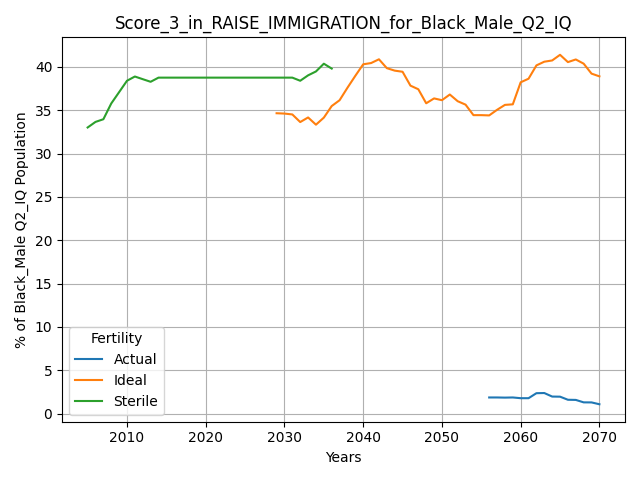 Score_3_in_RAISE_IMMIGRATION_for_Black_Male_Q2_IQ
% of Black_Male Q2_IQ Population
40
35
30
25
20
15
10
5
0
Fertility
Actual
Ideal
Sterile
2010 2020 2030 2040 2050 2060 2070
Years